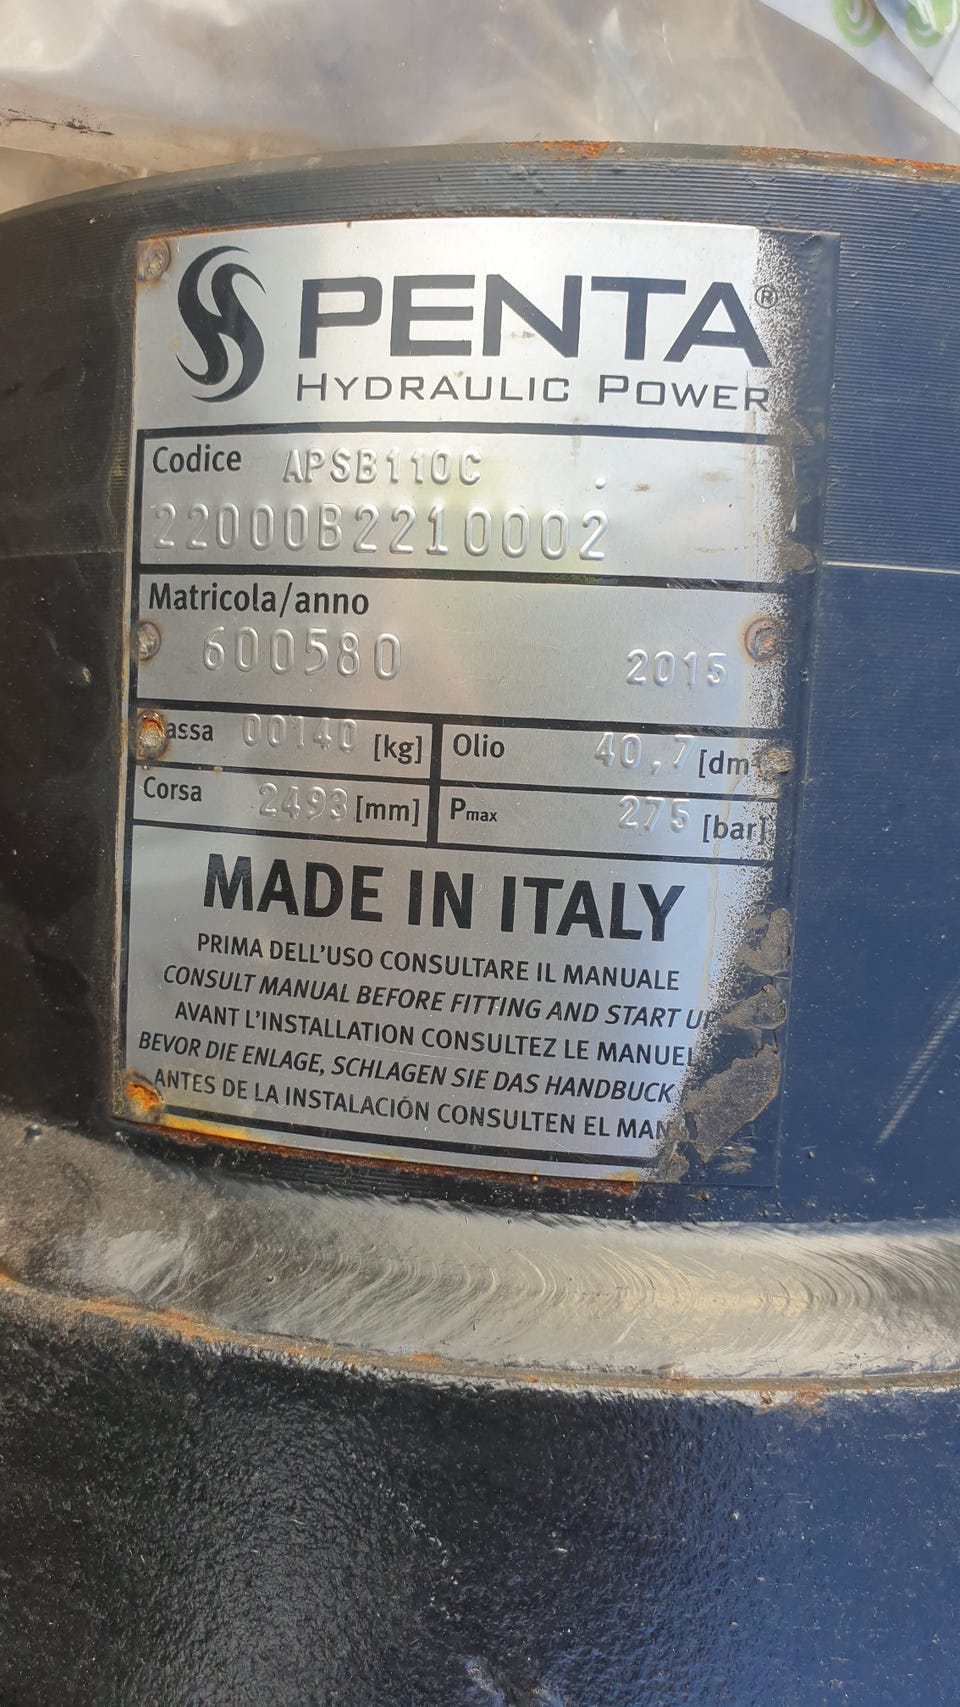 PENTA®
HYDRAULIC POWER
Codice APSB110C .
22000B2210002
Matricola/anno
600580 2015
assa 00140 [kg] Olio 40,7 [dm
Corsa 2493 [mm] Pmax 275 [bar]
MADE IN ITALY
PRIMA DELL'USO CONSULTARE IL MANUALE
CONSULT MANUAL BEFORE FITTING AND START UP
AVANT L'INSTALLATION CONSULTEZ LE MANUEL
BEVOR DIE ENLAGE, SCHLAGEN SIE DAS HANDBUCK
ANTES DE LA INSTALACIÓN CONSULTEN EL MAN